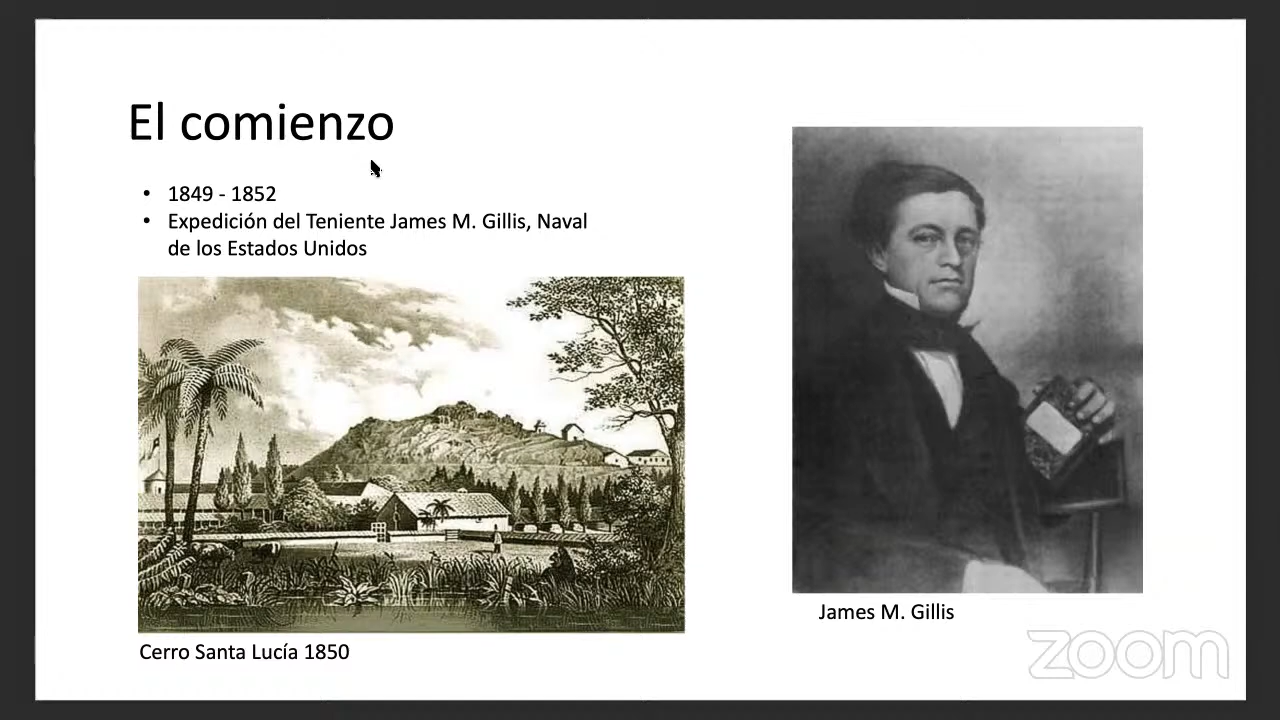 El comienzo
• 1849 - 1852
• Expedición del Teniente James M. Gillis, Naval
de los Estados Unidos
Cerro Santa Lucía 1850
James M. Gillis
zoom